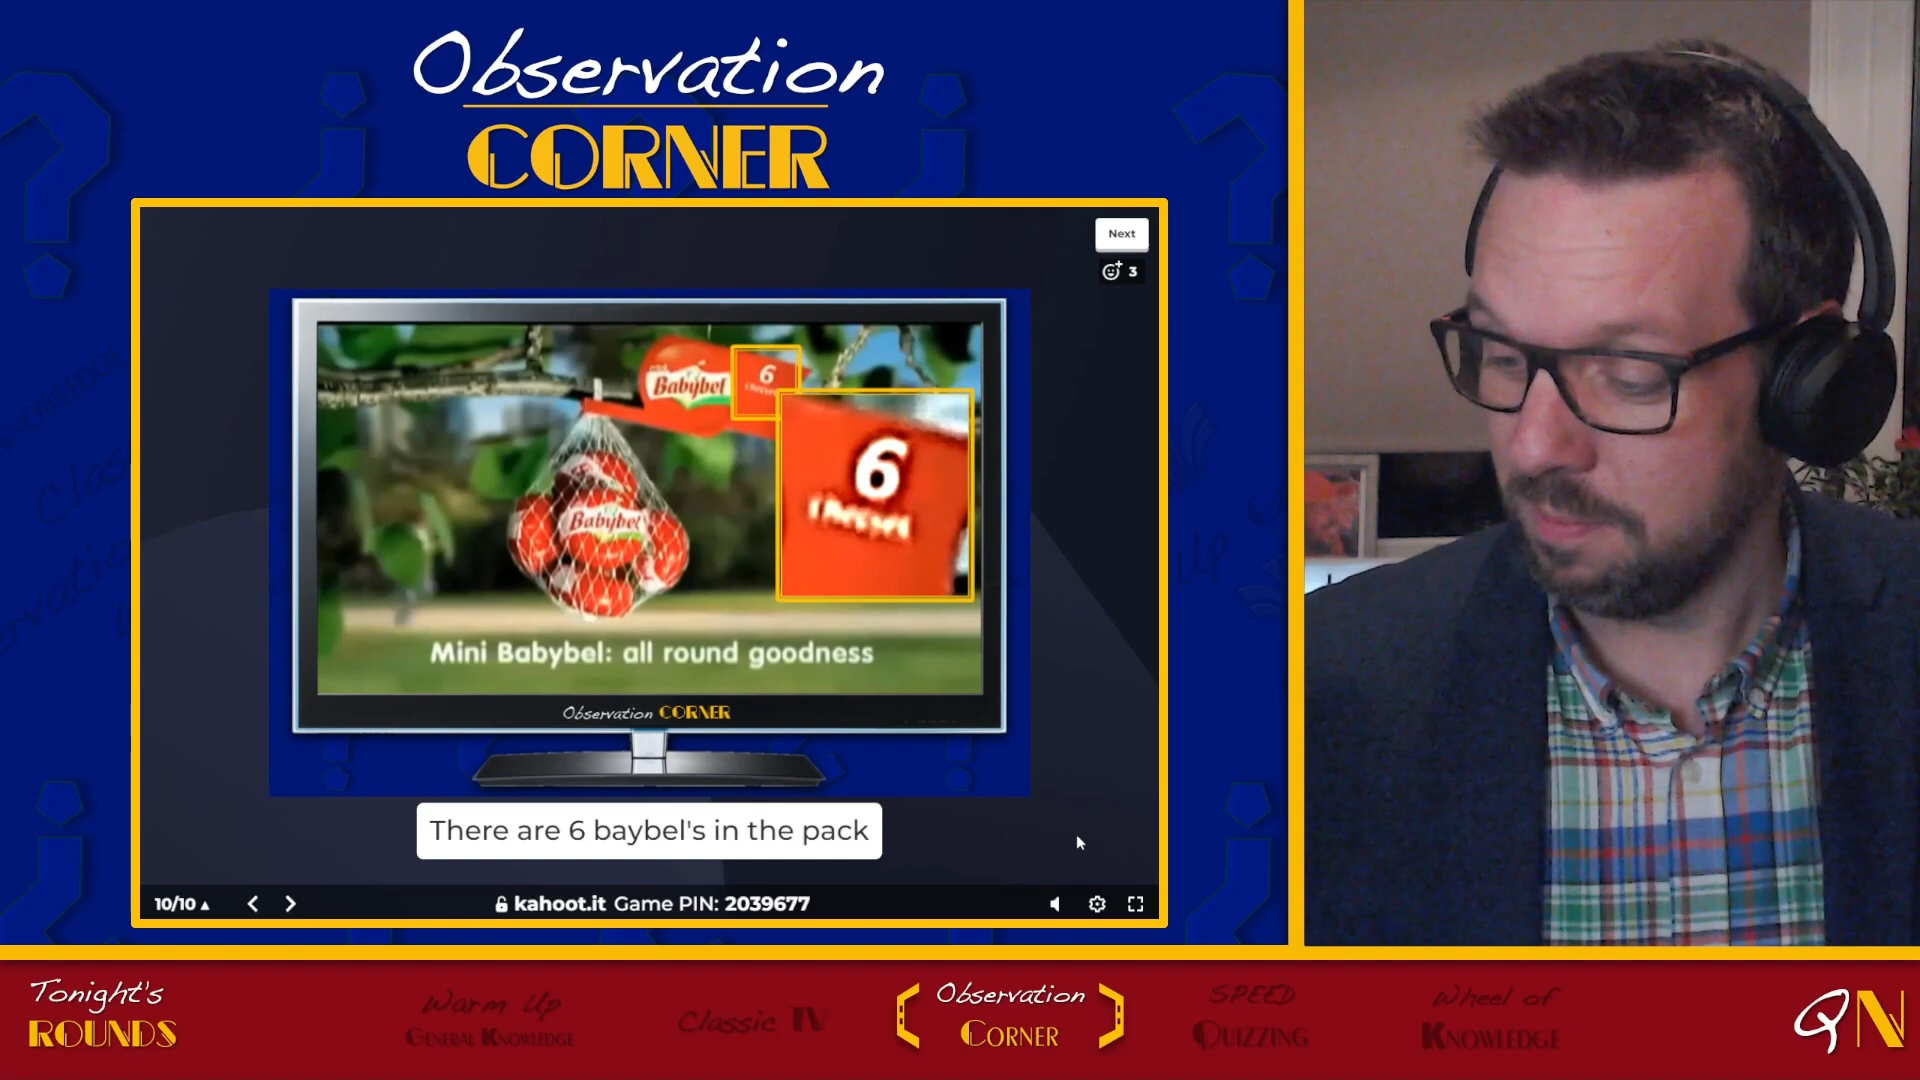 Observation
CORNER
Next
3
Babybel
6
cheeses
6
cheeses
Babybel
Mini Babybel: all round goodness
Observation CORNER
There are 6 baybel's in the pack
10/10
kahoot.it Game PIN: 2039677
Tonight's
ROUNDS
Warm Up
GENERAL KNOWLEDGE
Classic TV
Observation
CORNER
SPEED
QUIZZING
Wheel of
KNOWLEDGE
QN